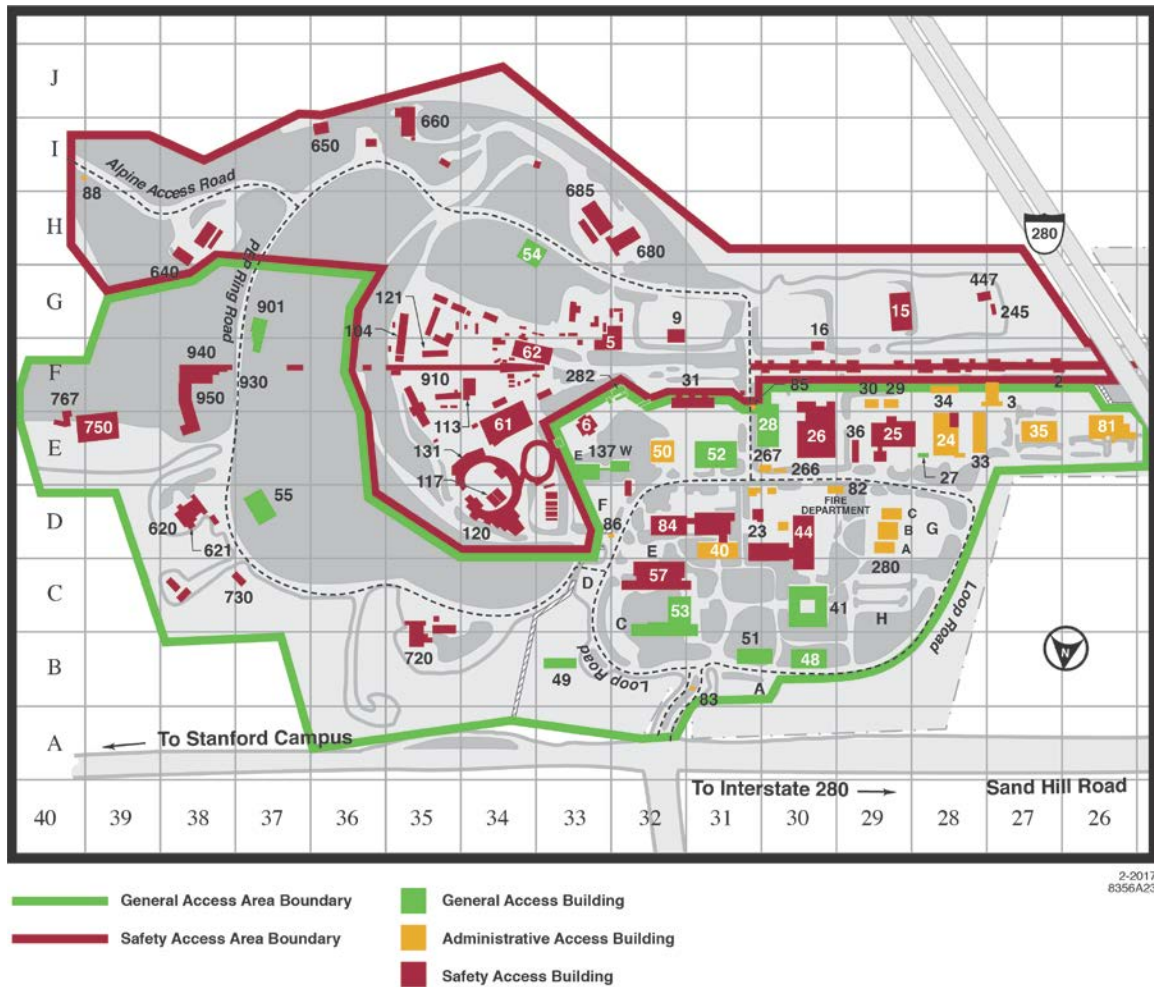 J
660
650
I
Alpine Access Road
88
685
H
280
680
54
640
PEP Ring Road
447
G
901
121
15
245
9
104
16
5
940
62
F
930
910
282
31
2
85
30 29
767
950
113
34
3
28
750
61
6
26
36
25
24
35
81
E
131
137 W
50
52
267
E
266
33
117
27
55
82
F
FIRE
DEPARTMENT
C
D
620
120
86
84
23
44
B
G
621
E
40
A
57
280
D
C
730
53
41
H
C
51
720
B
49
Loop Road
48
Loop Road
N
A
83
A
To Stanford Campus
To Interstate 280
Sand Hill Road
40 39 38 37 36 35 34 33 32 31 30 29 28 27 26
2-2017
8356A23
General Access Area Boundary
General Access Building
Safety Access Area Boundary
Administrative Access Building
Safety Access Building